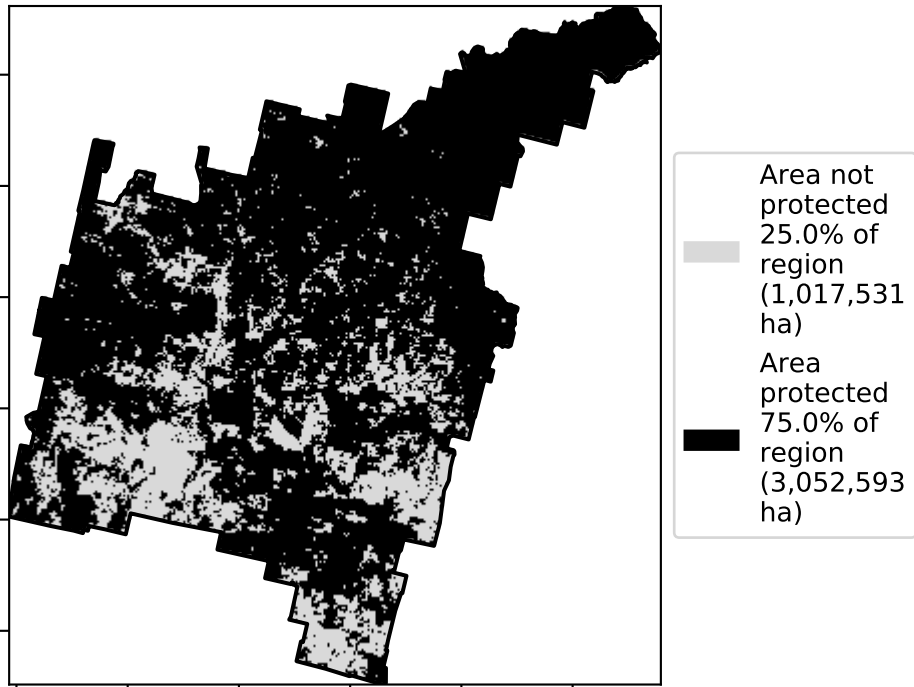 Area not
protected
25.0% of
region
(1,017,531
ha)
Area
protected
75.0% of
region
(3,052,593
ha)